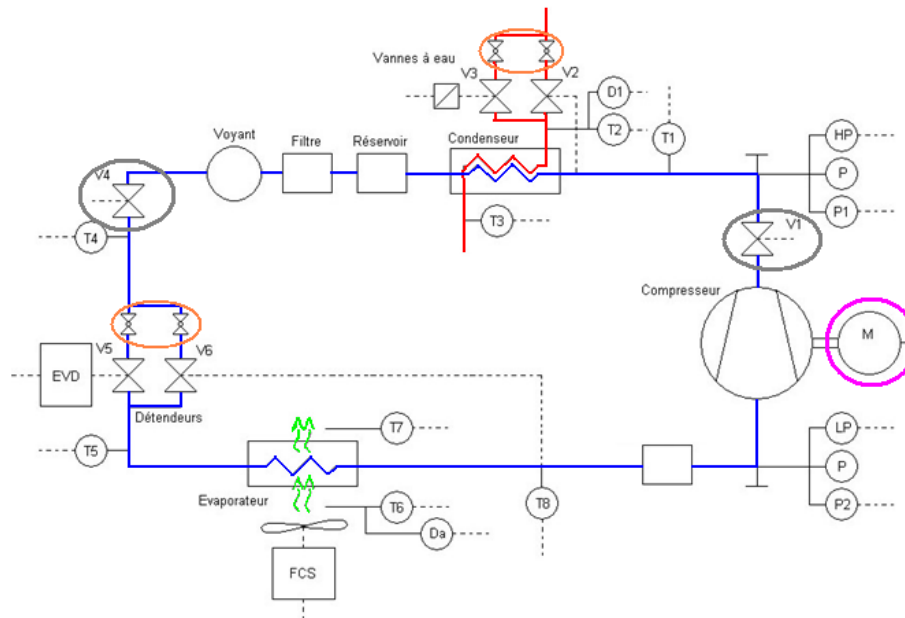 Vannes à eau
V3
V2
D1
T2
T1
HP
P
P1
Voyant
Filtre
Réservoir
Condenseur
T3
V4
T4
V1
Compresseur
M
V5
V6
EVD
Détendeurs
T5
T7
Evaporateur
T6
Da
T8
FCS
LP
P
P2